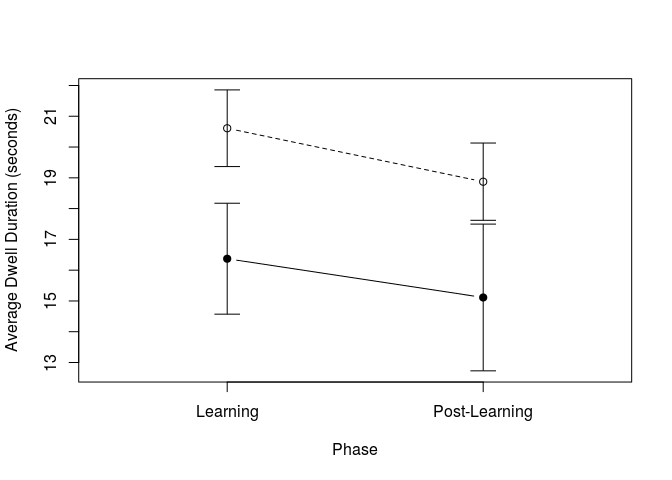 Average Dwell Duration (seconds)
21
19
17
15
13
Learning
Post-Learning
Phase